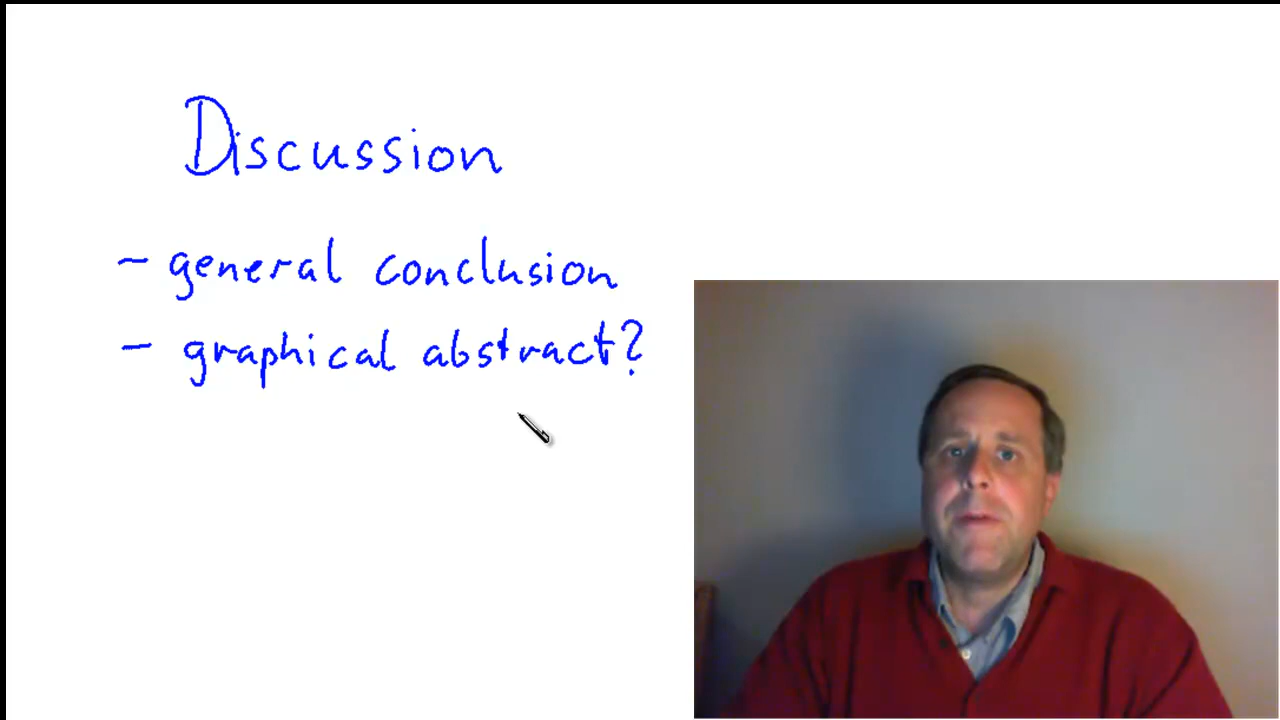 Discussion
- general conclusion
- graphical abstract?